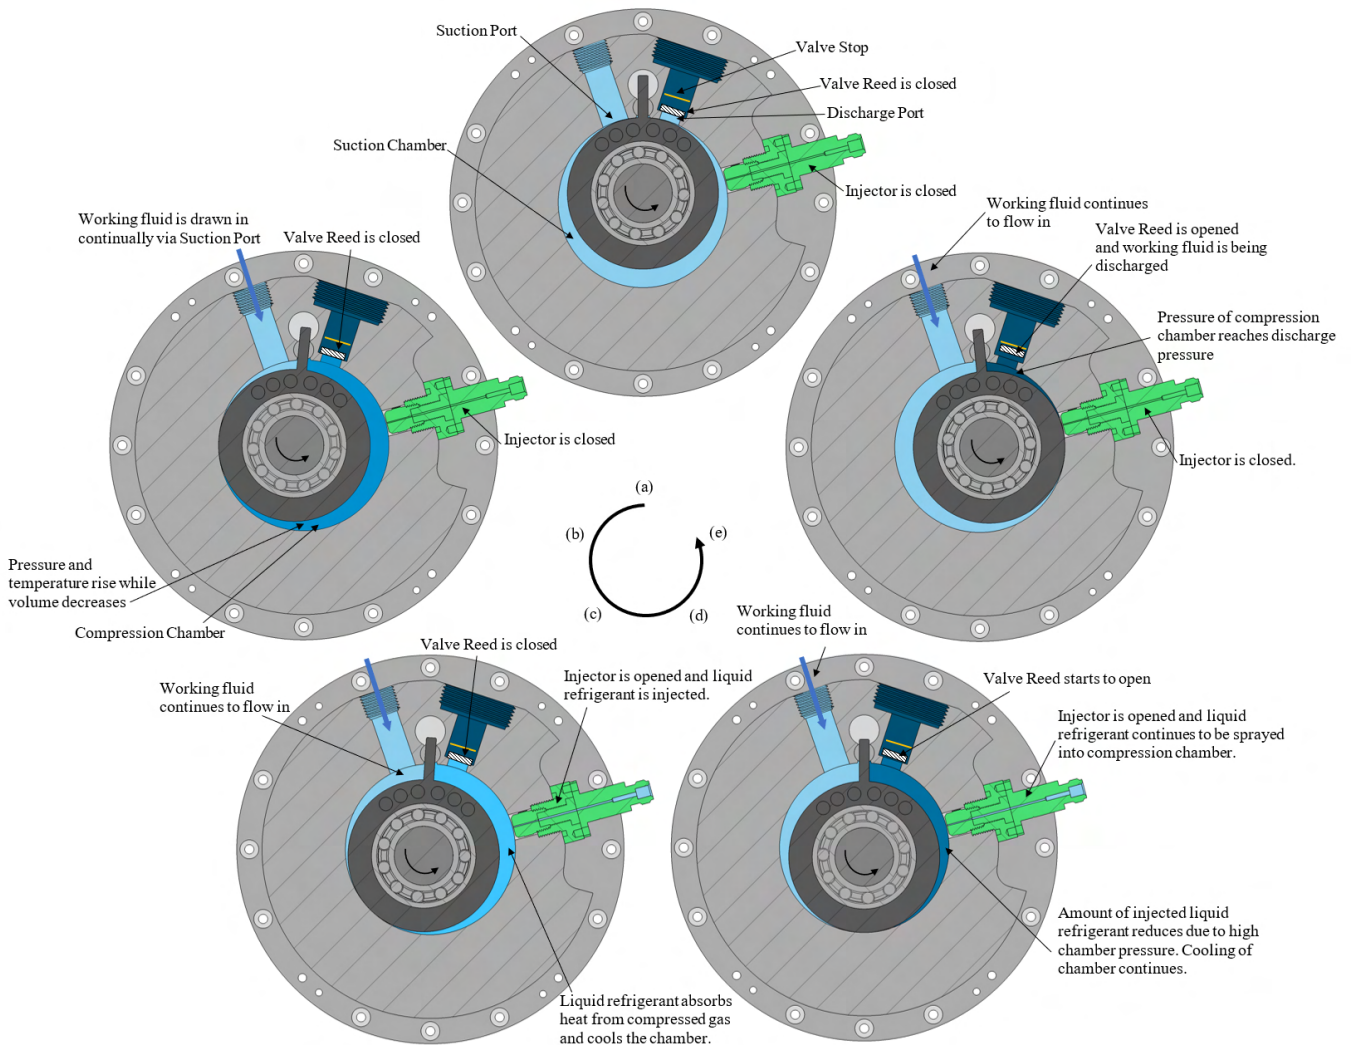 Suction Port
Valve Stop
Valve Reed is closed
Discharge Port
Suction Chamber
Injector is closed
Working fluid is drawn in
continually via Suction Port
Valve Reed is closed
Injector is closed
Pressure and
temperature rise while
volume decreases
Compression Chamber
Working fluid continues
to flow in
Valve Reed is opened
and working fluid is being
discharged
Pressure of compression
chamber reaches discharge
pressure
Injector is closed.
(a)
(b)
(e)
(c)
(d)
Valve Reed is closed
Working fluid
continues to flow in
Injector is opened and liquid
refrigerant is injected.
Liquid refrigerant absorbs
heat from compressed gas
and cools the chamber.
Working fluid
continues to flow in
Valve Reed starts to open
Injector is opened and liquid
refrigerant continues to be sprayed
into compression chamber.
Amount of injected liquid
refrigerant reduces due to high
chamber pressure. Cooling of
chamber continues.